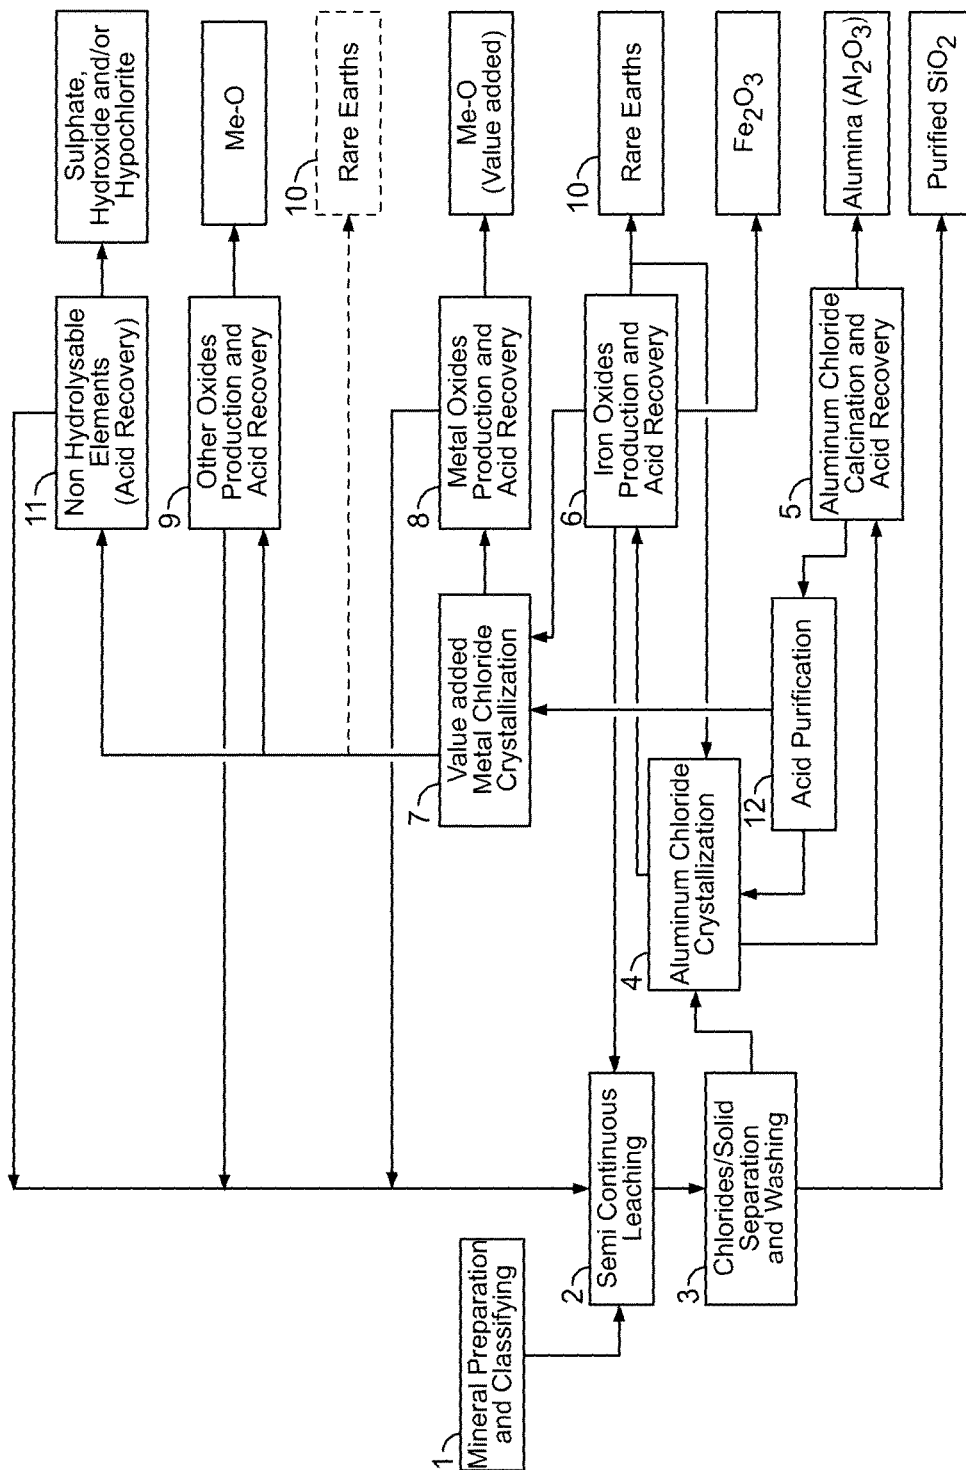 1
Mineral Preparation
and Classifying
2
Semi Continuous
Leaching
3
Chlorides/Solid
Separation
and Washing
4
Aluminum Chloride
Crystallization
12
Acid Purification
7
Value added
Metal Chloride
Crystallization
11
Non Hydrolysable
Elements
(Acid Recovery)
9
Other Oxides
Production and
Acid Recovery
8
Metal Oxides
Production and
Acid Recovery
6
Iron Oxides
Production and
Acid Recovery
5
Aluminum Chloride
Calcination and
Acid Recovery
Sulphate,
Hydroxide and/or
Hypochlorite
Me-O
10
Rare Earths
Me-O
(Value added)
10
Rare Earths
Fe2O3
Alumina (Al2O3)
Purified SiO2